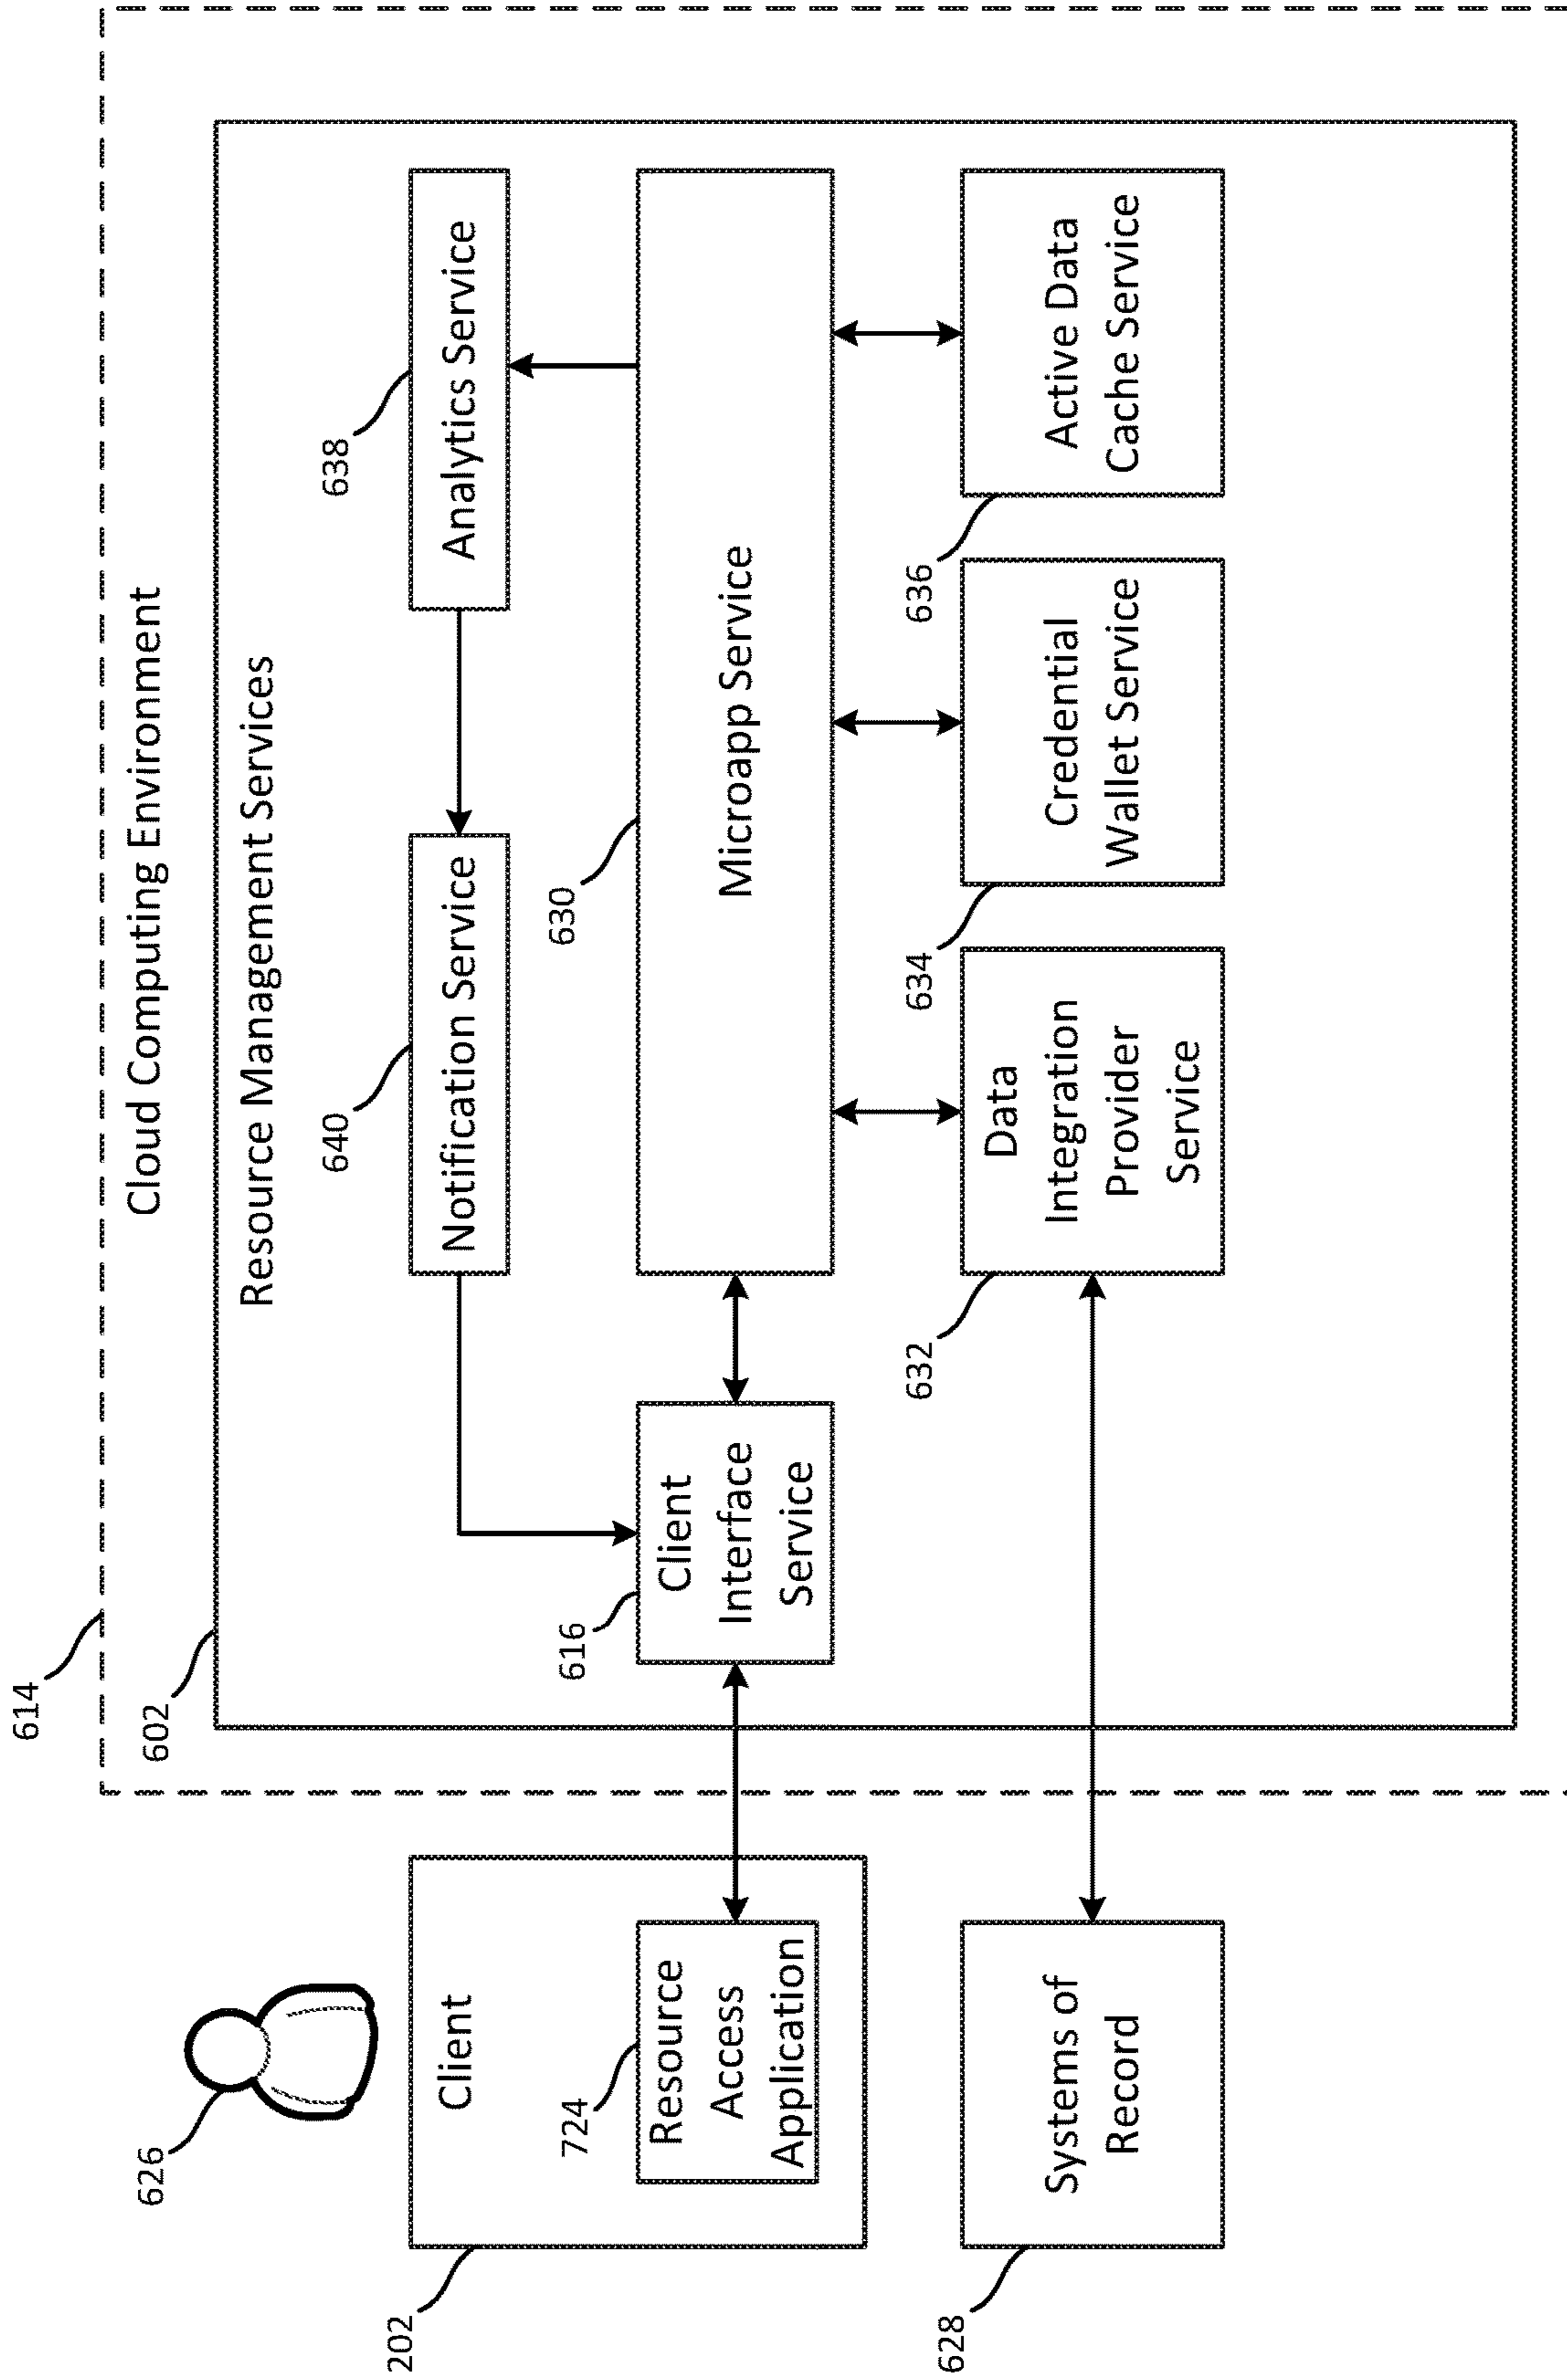 614
Cloud Computing Environment
602
Resource Management Services
626
202
Client
724
Resource
Access
Application
628
Systems of
Record
640
Notification Service
638
Analytics Service
616
Client
Interface
Service
630
Microapp Service
632
Data
Integration
Provider
Service
634
Credential
Wallet Service
636
Active Data
Cache Service